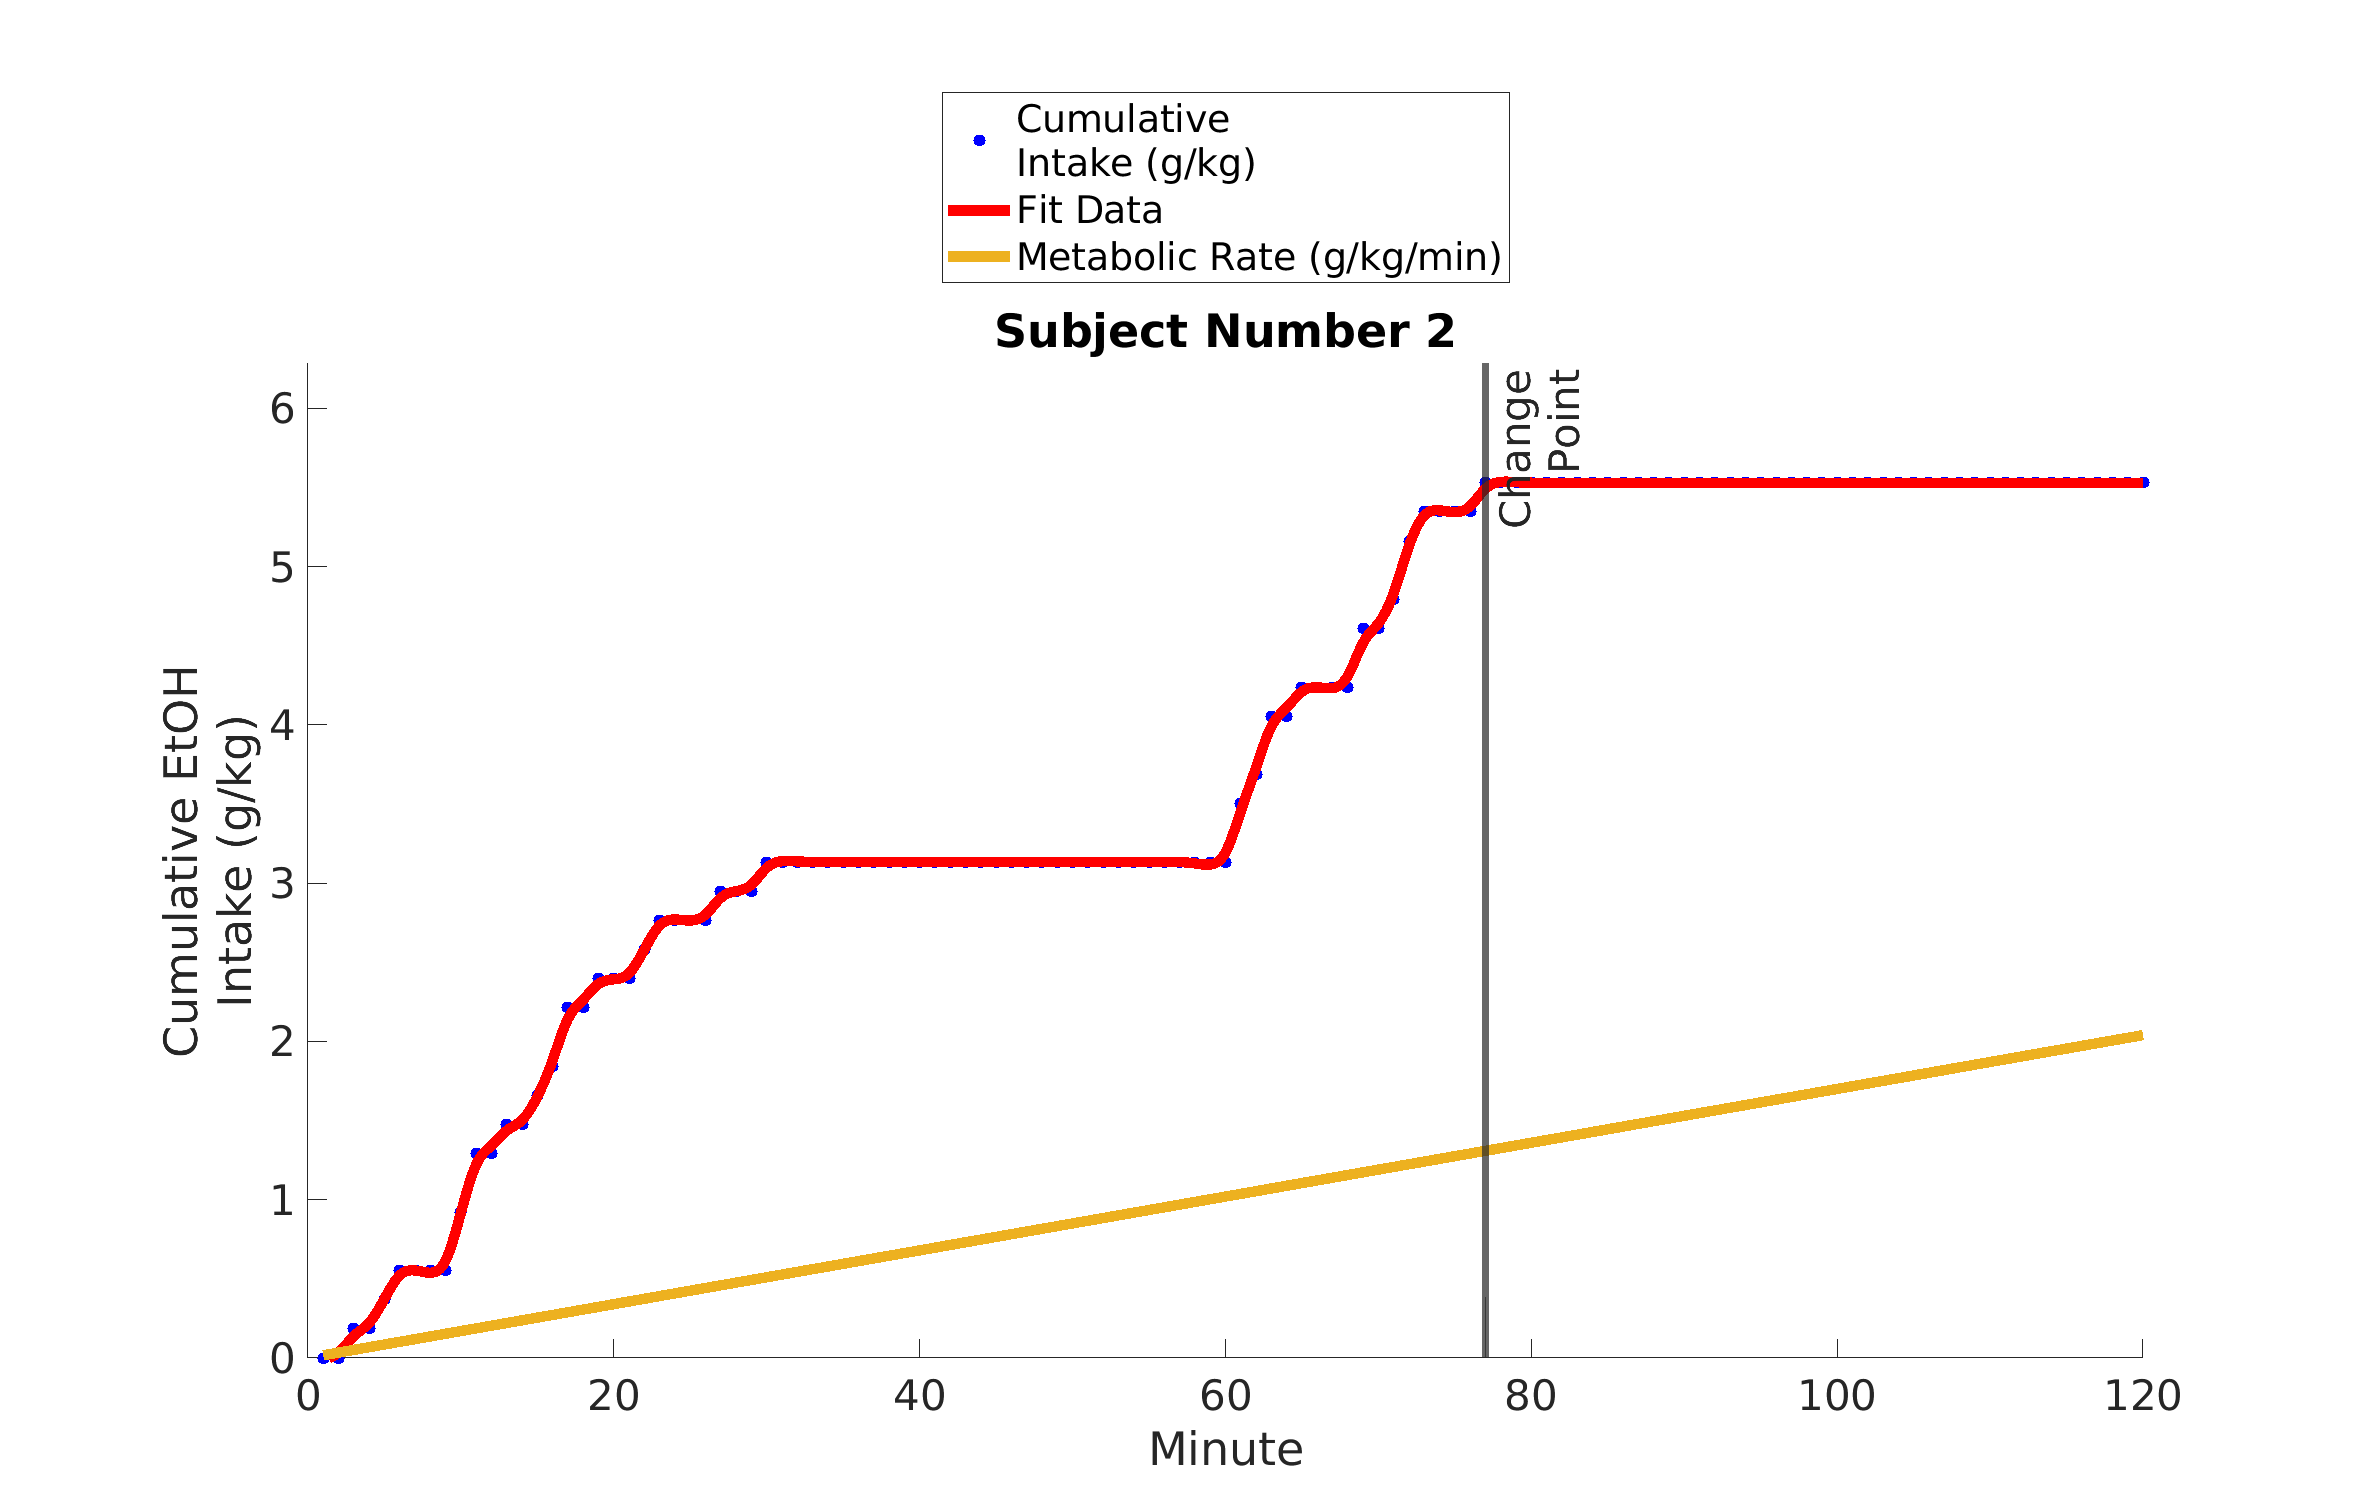 Cumulative
Intake (g/kg)
Fit Data
Metabolic Rate (g/kg/min)
Subject Number 2
Change
Point
6
5
4
3
2
1
0
Cumulative EtOH
Intake (g/kg)
0 20 40 60 80 100 120
Minute